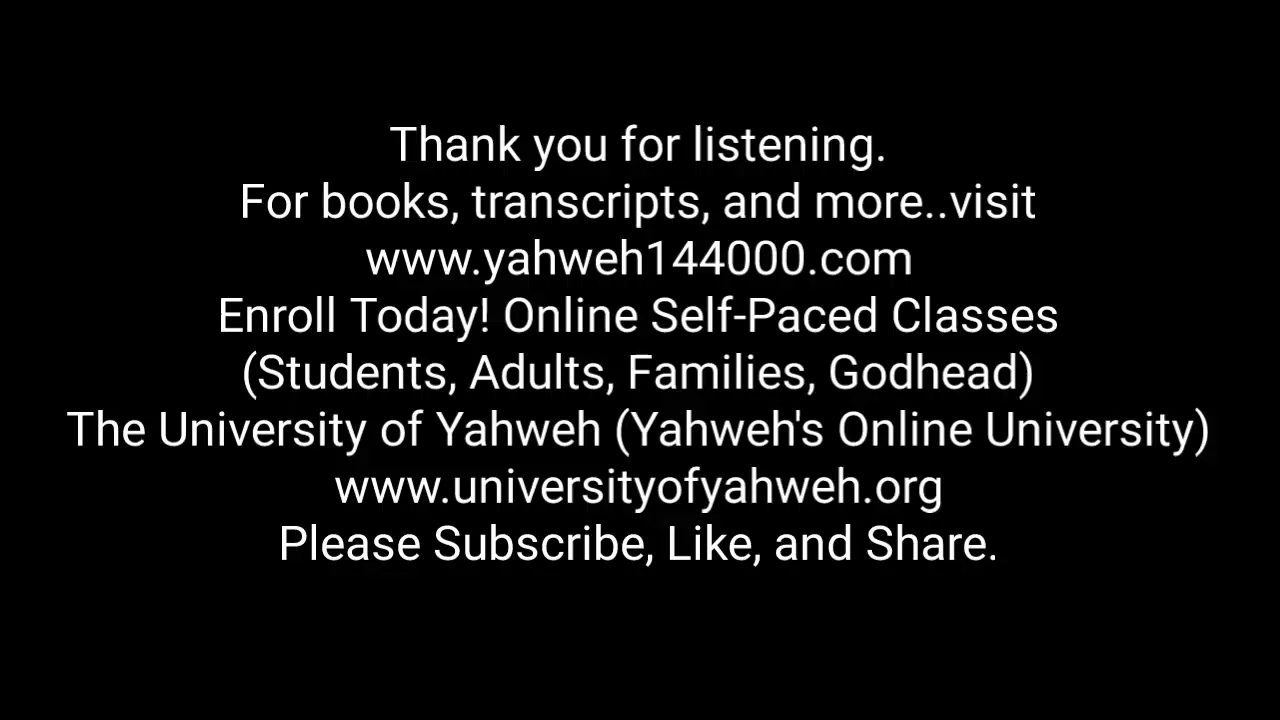 Thank you for listening.
For books, transcripts, and more..visit
www.yahweh144000.com
Enroll Today! Online Self-Paced Classes
(Students, Adults, Families, Godhead)
The University of Yahweh (Yahweh's Online University)
www.universityofyahweh.org
Please Subscribe, Like, and Share.